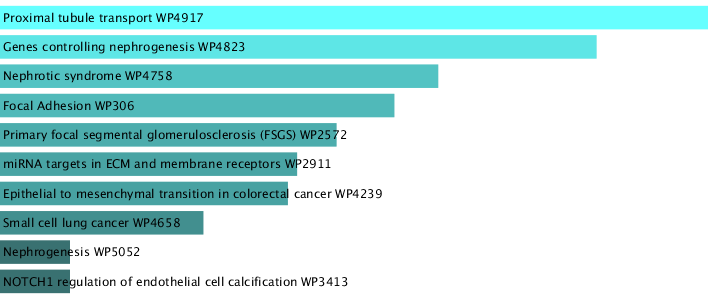 Proximal tubule transport WP4917
Genes controlling nephrogenesis WP4823
Nephrotic syndrome WP4758
Focal Adhesion WP306
Primary focal segmental glomerulosclerosis (FSGS) WP2572
miRNA targets in ECM and membrane receptors WP2911
Epithelial to mesenchymal transition in colorectal cancer WP4239
Small cell lung cancer WP4658
Nephrogenesis WP5052
NOTCH1 regulation of endothelial cell calcification WP3413